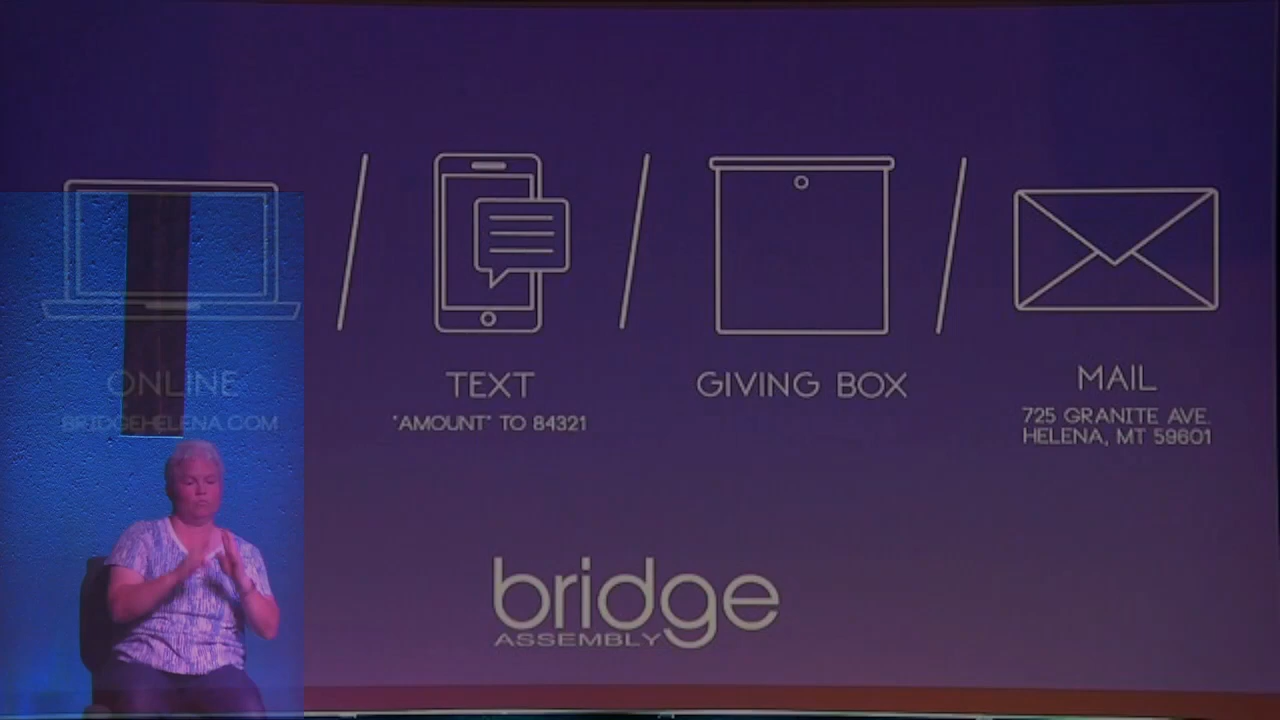 ONLINE
BRIDGEHELENA.COM
TEXT
"AMOUNT" TO 84321
GIVING BOX
MAIL
725 GRANITE AVE.
HELENA, MT 59601
bridge
ASSEMBLY